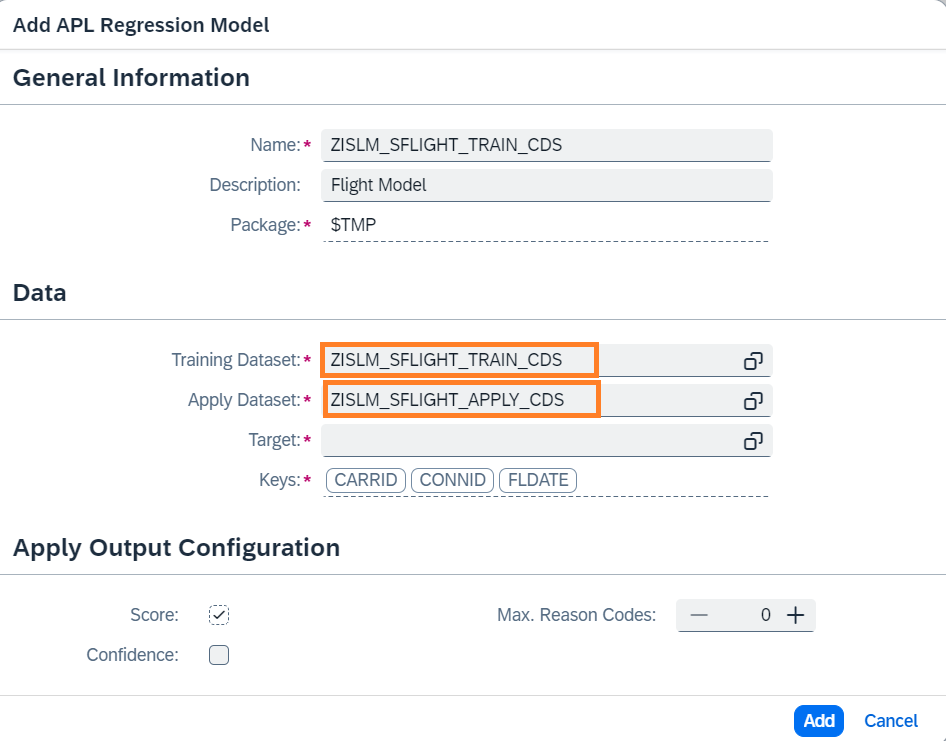 Add APL Regression Model
General Information
Name:* ZISLM_SFLIGHT_TRAIN_CDS
Description: Flight Model
Package:* $TMP
Data
Training Dataset:* ZISLM_SFLIGHT_TRAIN_CDS
Apply Dataset:* ZISLM_SFLIGHT_APPLY_CDS
Target:*
Keys:* CARRID CONNID FLDATE
Apply Output Configuration
Score: Max. Reason Codes: 0
Confidence:
Add Cancel